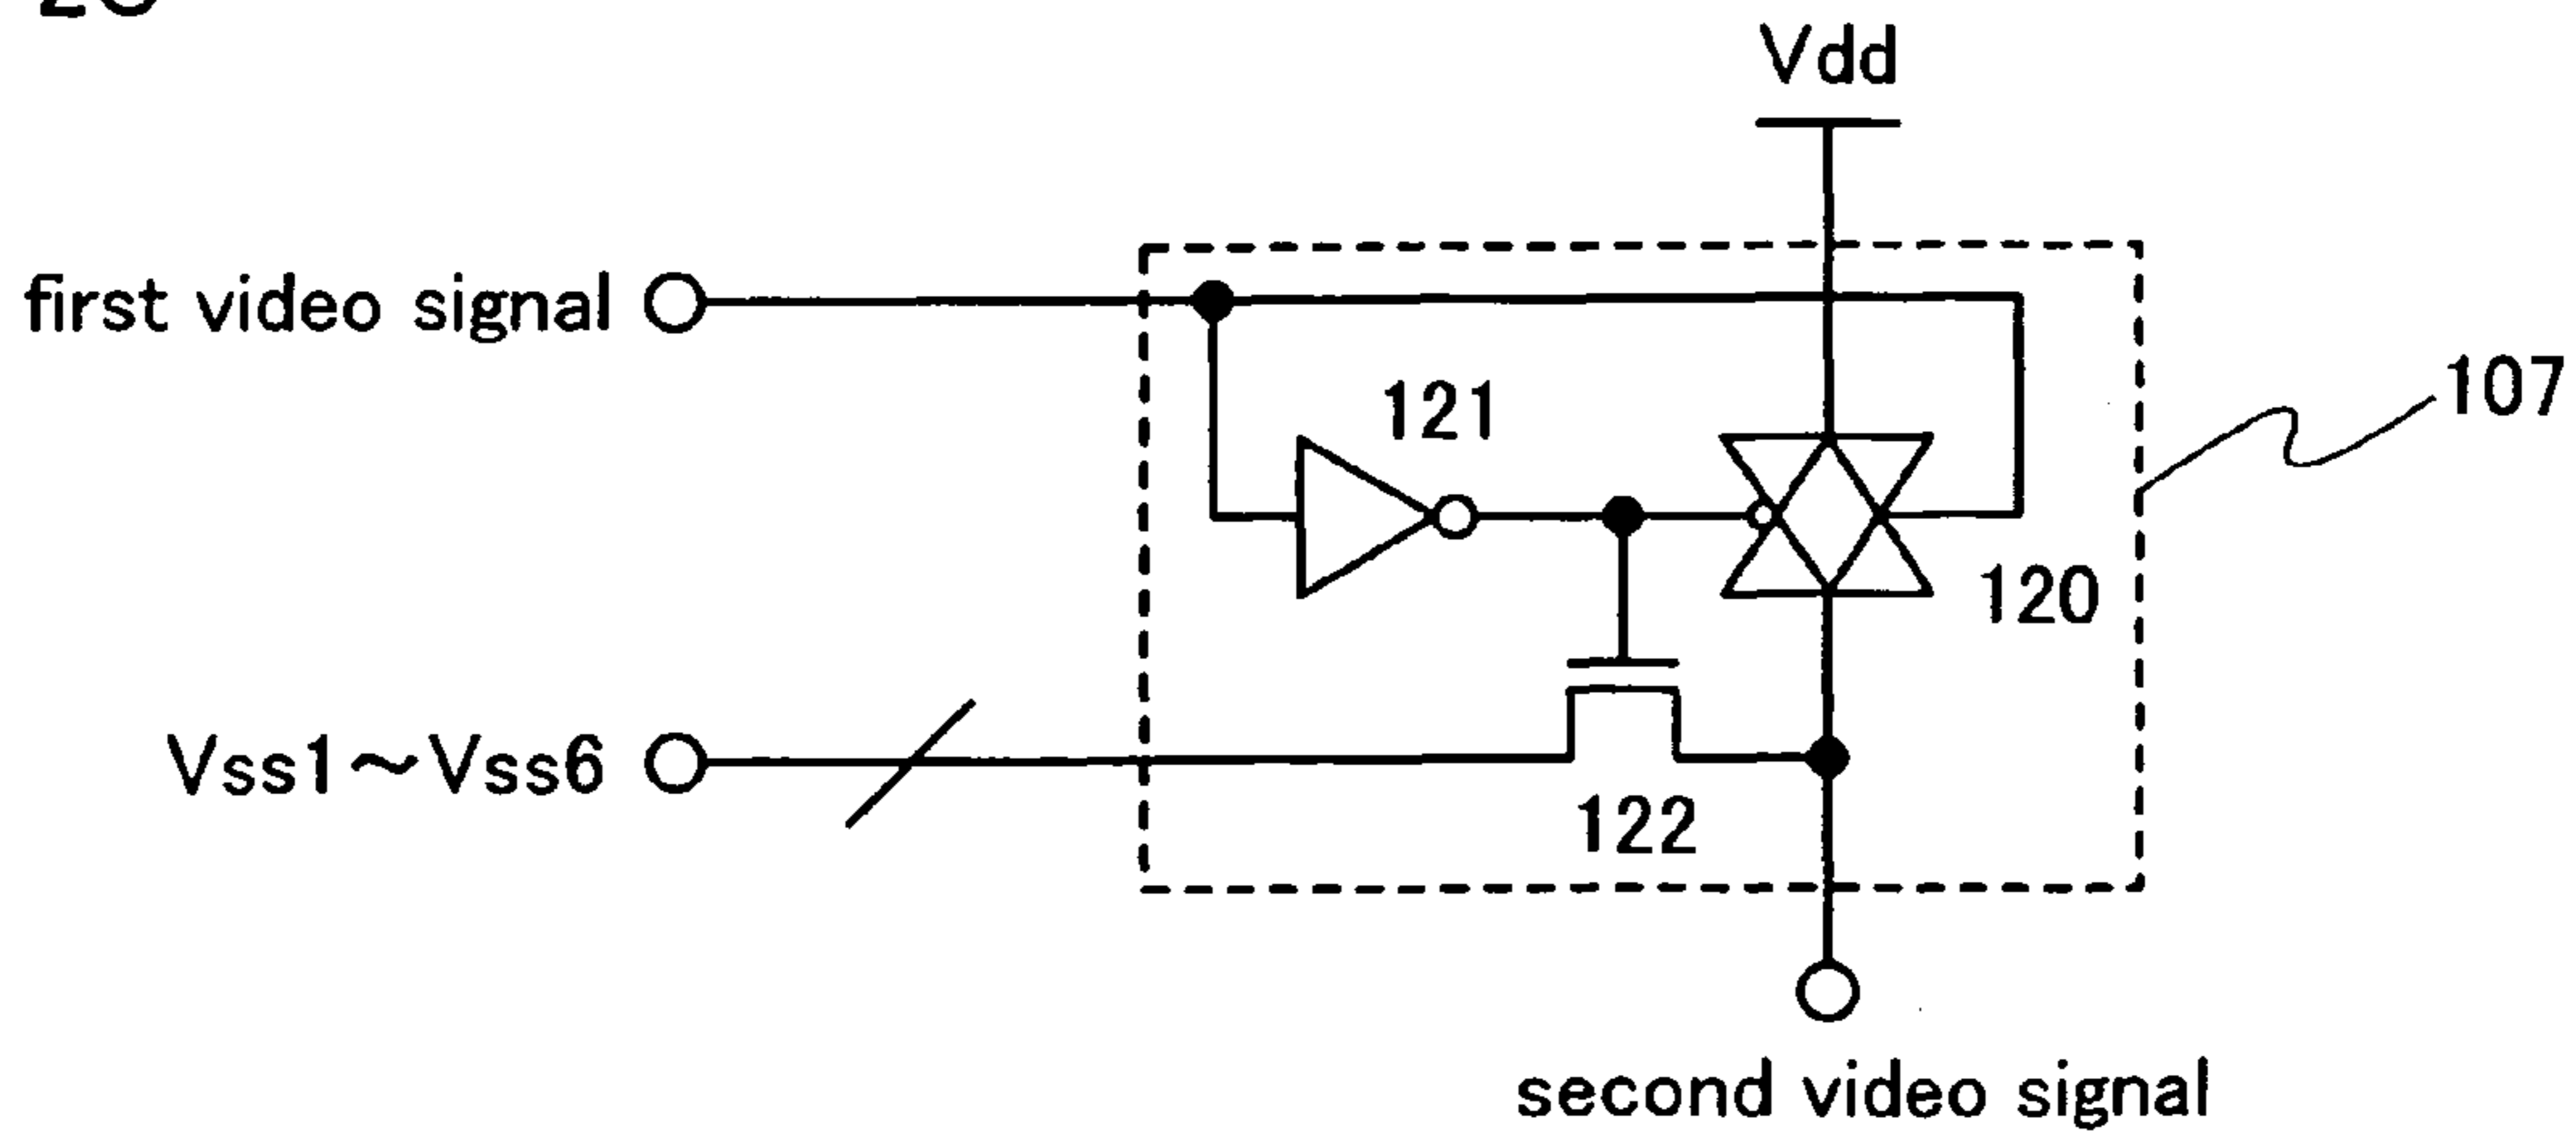 Vdd
first video signal
121
107
120
Vss1~Vss6
122
second video signal